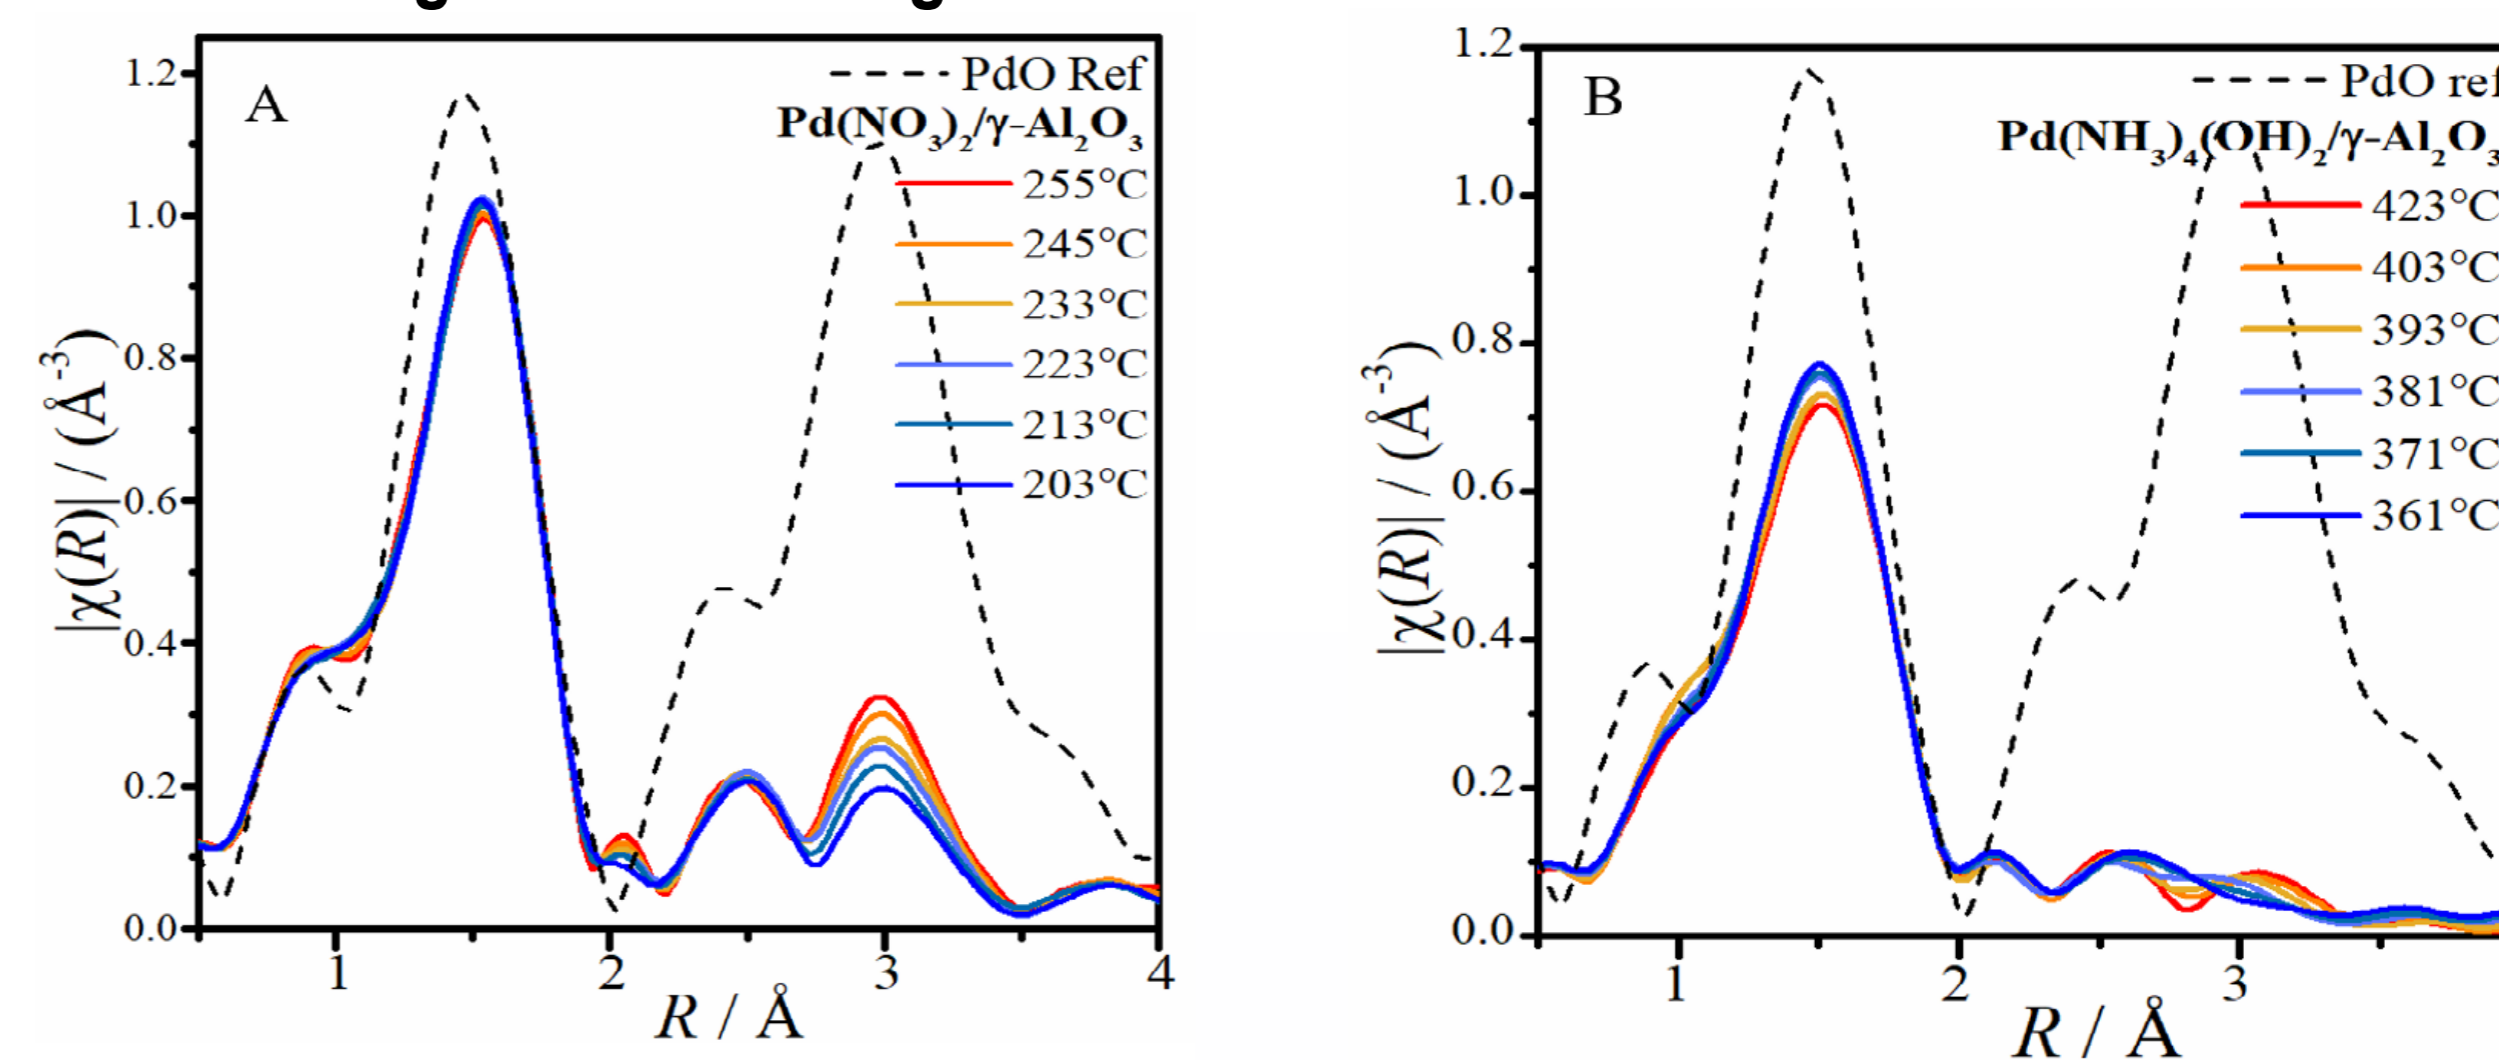 A
PdO Ref
Pd(NO₃)₂/γ-Al₂O₃
255°C
245°C
233°C
223°C
213°C
203°C
1.2
1.0
0.8
0.6
0.4
0.2
0.0
1 2 3 4
|χ(R)| / (Å⁻³)
R / Å
B
PdO ref
Pd(NH₃)₄(OH)₂/γ-Al₂O₃
423°C
403°C
393°C
381°C
371°C
361°C
1.2
1.0
0.8
0.6
0.4
0.2
0.0
1 2 3
|χ(R)| / (Å⁻³)
R / Å